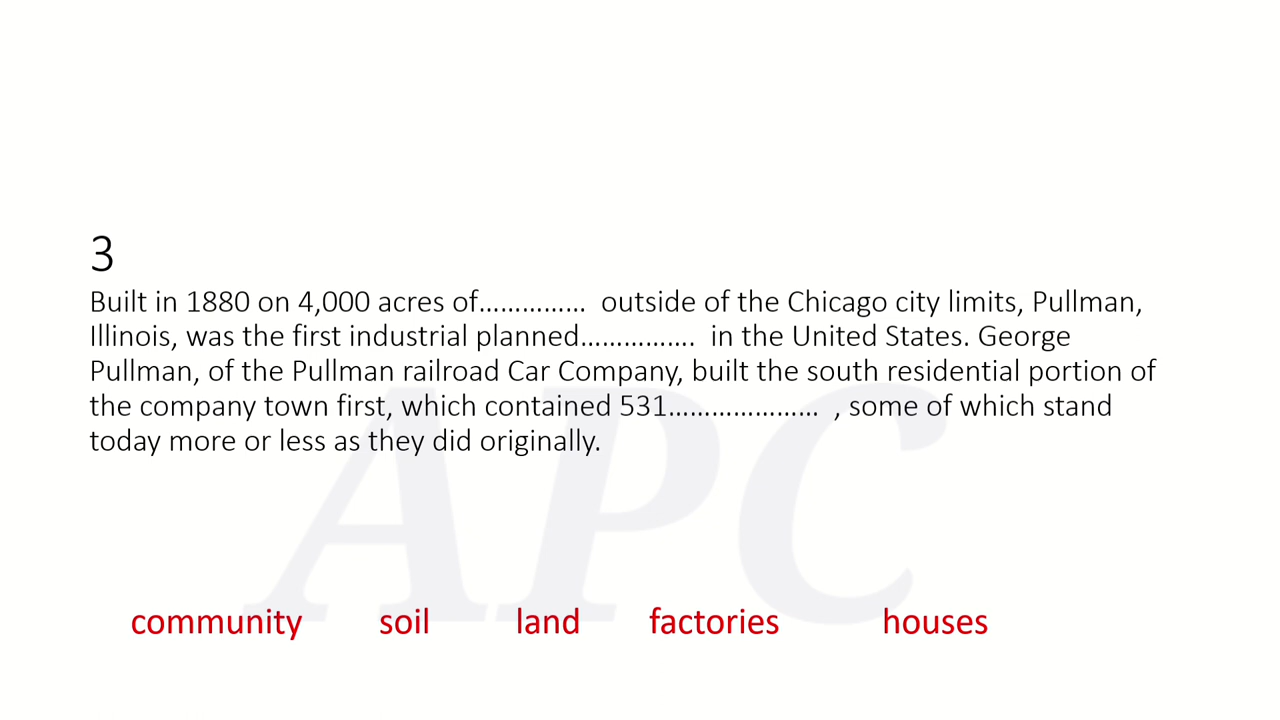 3
Built in 1880 on 4,000 acres of…………… outside of the Chicago city limits, Pullman,
Illinois, was the first industrial planned……………. in the United States. George
Pullman, of the Pullman railroad Car Company, built the south residential portion of
the company town first, which contained 531………………… , some of which stand
today more or less as they did originally.
APC
community soil land factories houses